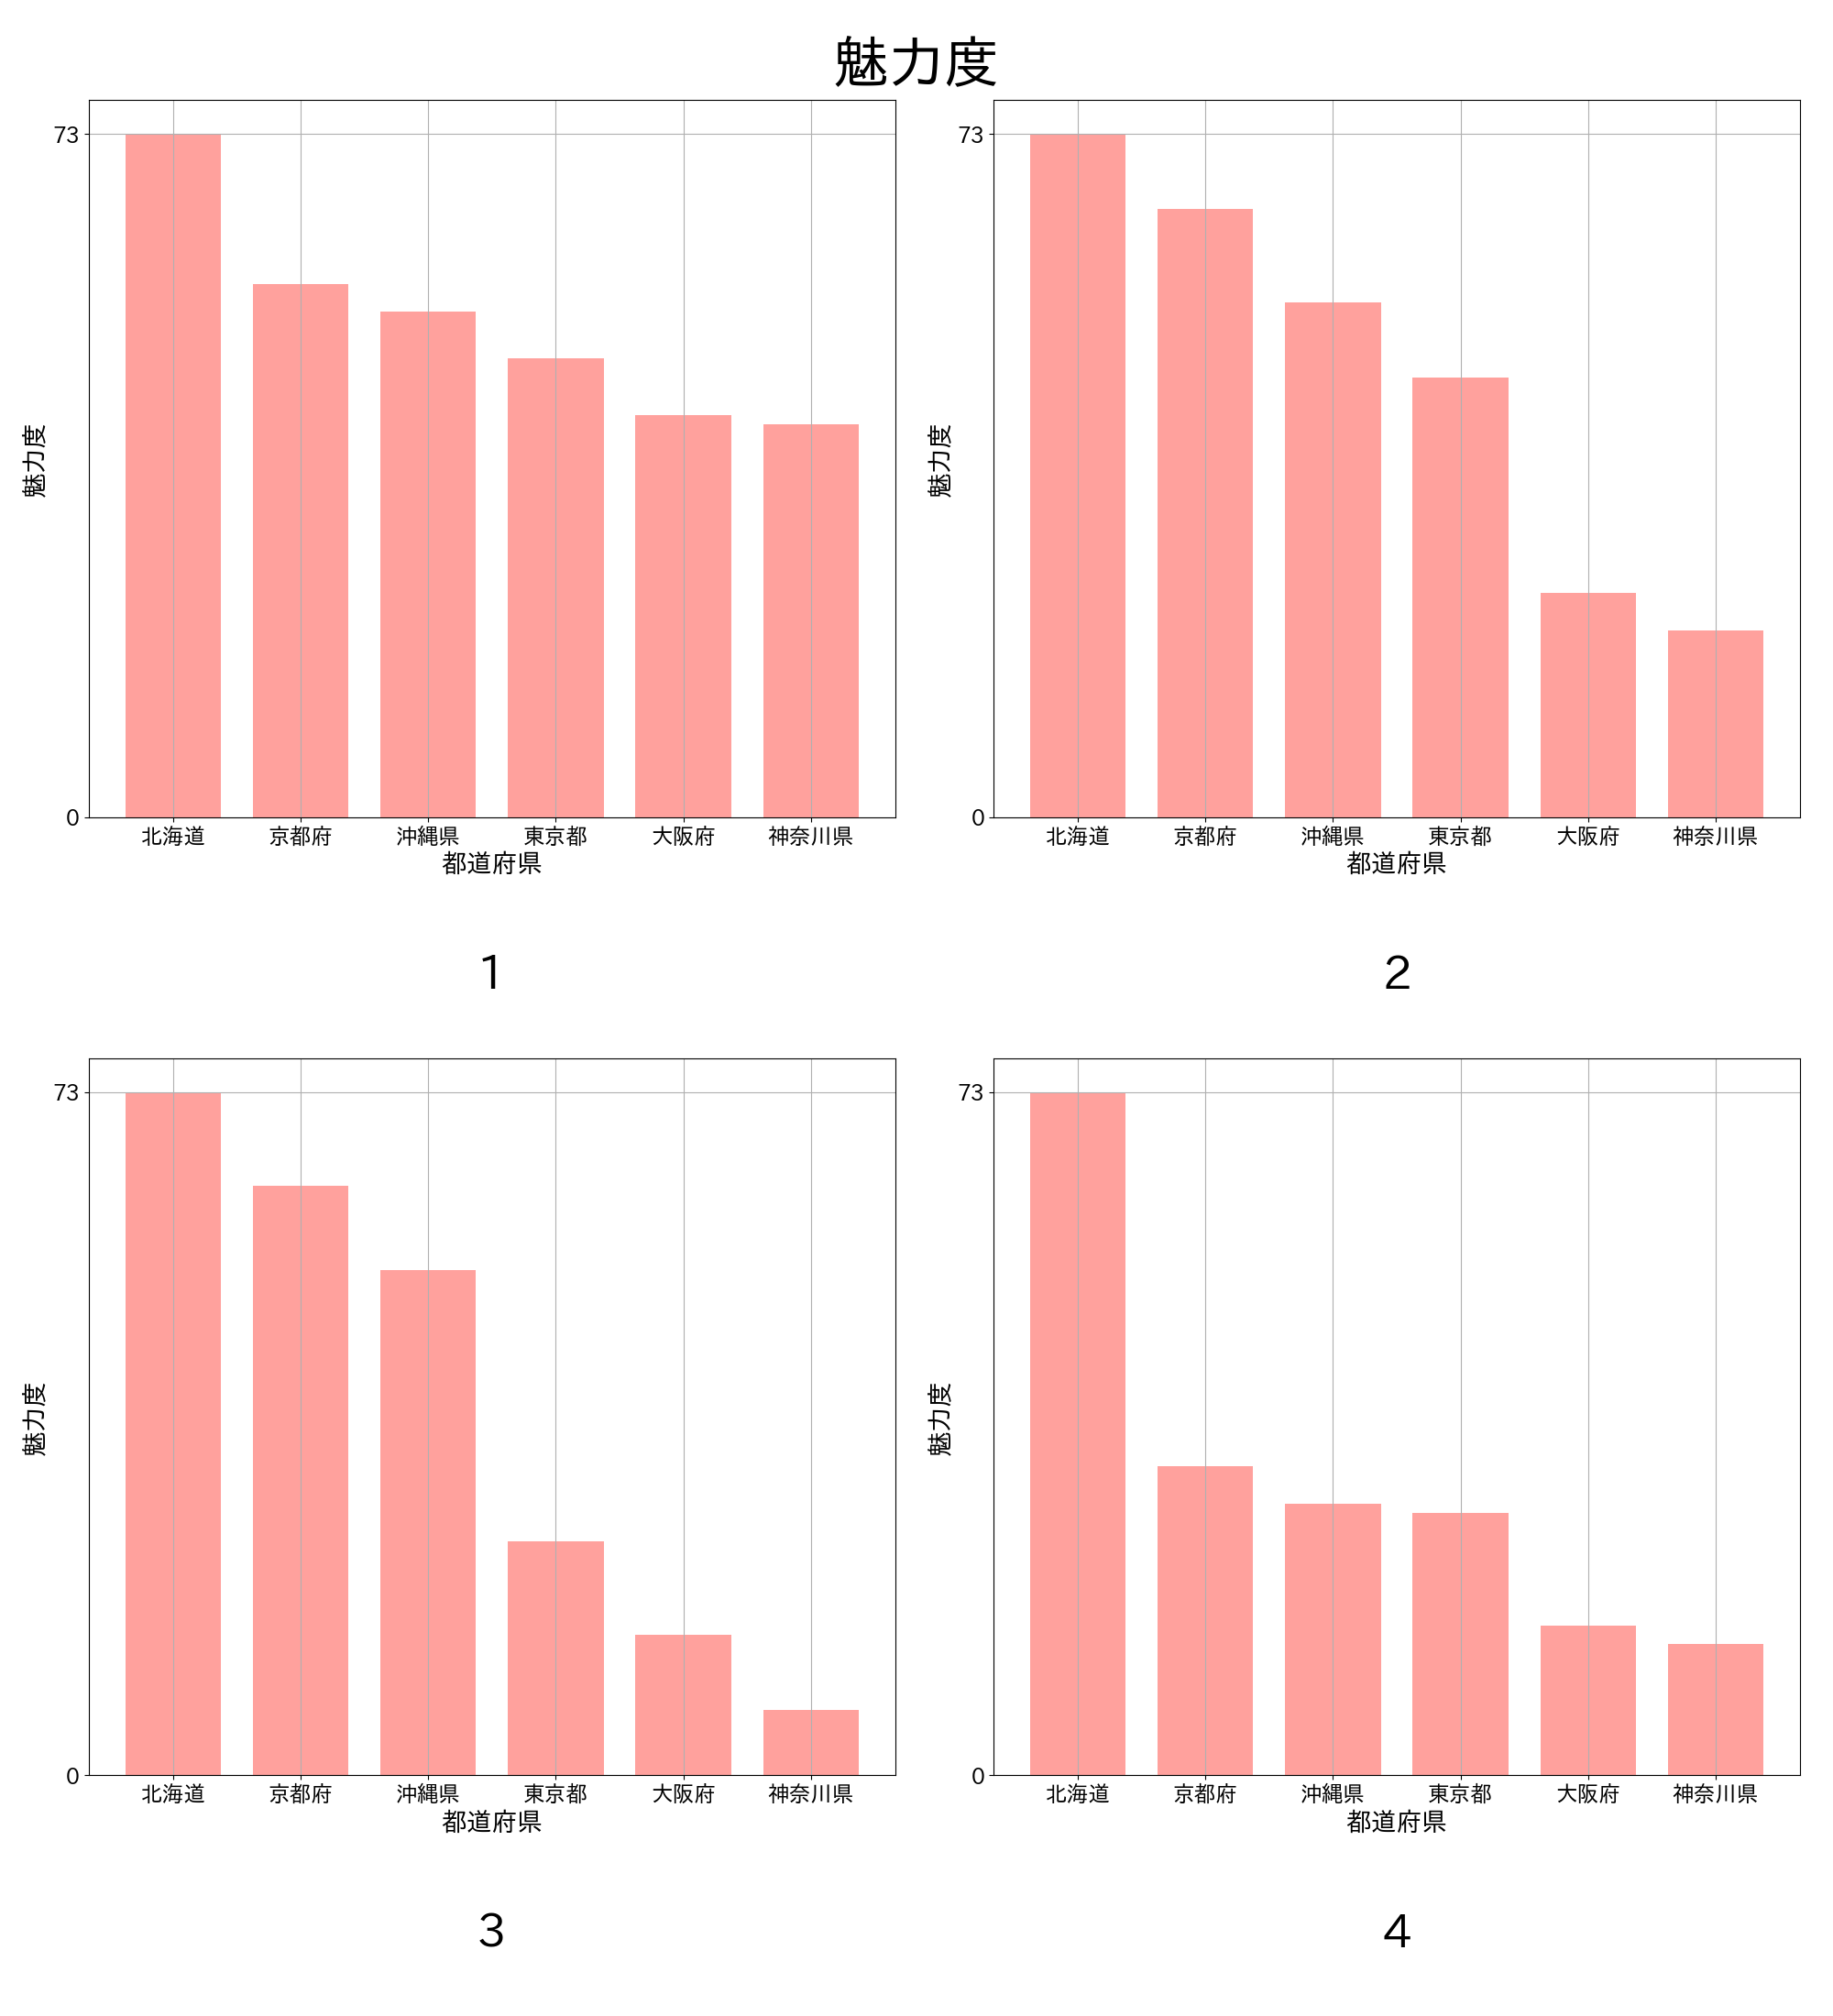 魅力度
73
0
魅力度
北海道 京都府 沖縄県 東京都 大阪府 神奈川県
都道府県
1
73
0
魅力度
北海道 京都府 沖縄県 東京都 大阪府 神奈川県
都道府県
2
73
0
魅力度
北海道 京都府 沖縄県 東京都 大阪府 神奈川県
都道府県
3
73
0
魅力度
北海道 京都府 沖縄県 東京都 大阪府 神奈川県
都道府県
4